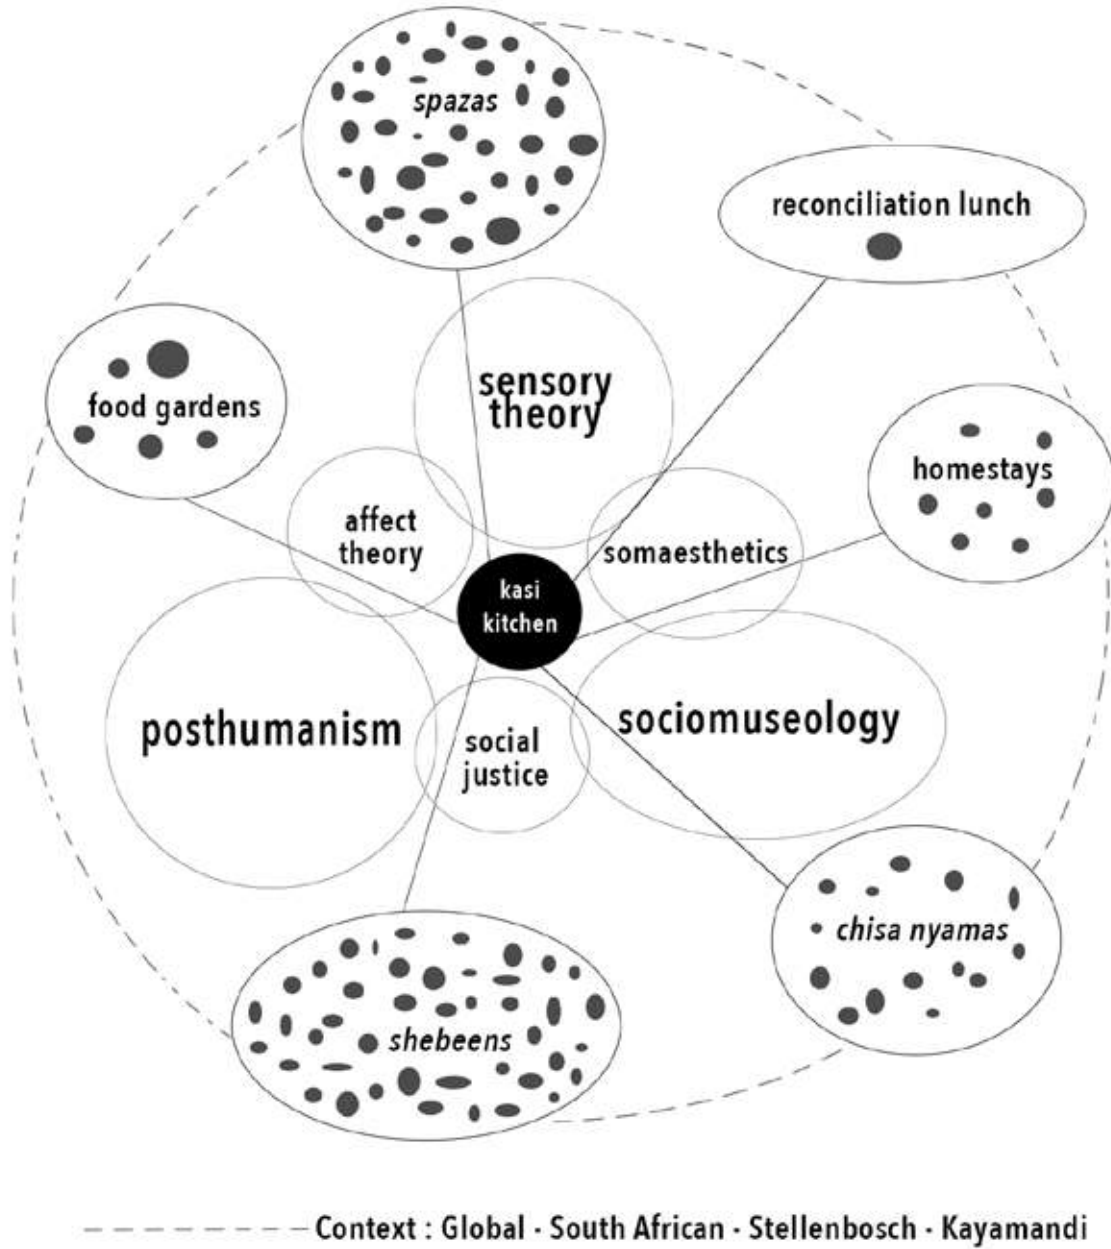 spazas
reconciliation lunch
food gardens
sensory
theory
homestays
affect
theory
somaesthetics
kasi
kitchen
posthumanism
social
justice
sociomuseology
chisa nyamas
shebeens
Context : Global - South African - Stellenbosch - Kayamandi